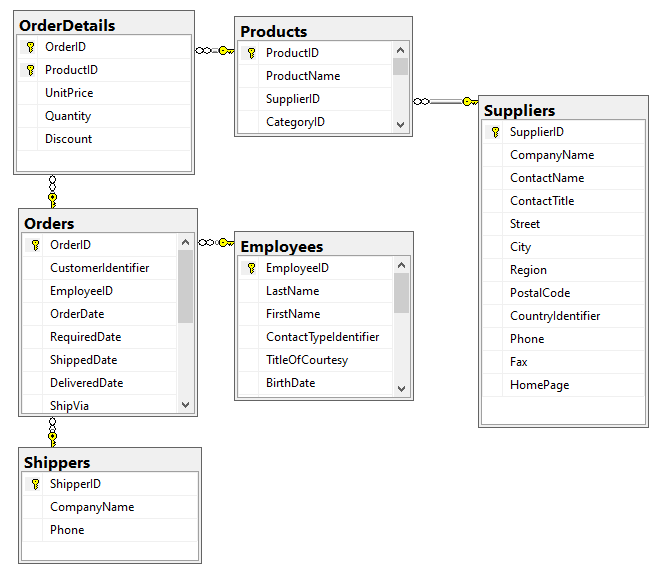 OrderDetails
OrderID
ProductID
UnitPrice
Quantity
Discount
Products
ProductID
ProductName
SupplierID
CategoryID
Suppliers
SupplierID
CompanyName
ContactName
ContactTitle
Street
City
Region
PostalCode
CountryIdentifier
Phone
Fax
HomePage
Orders
OrderID
CustomerIdentifier
EmployeeID
OrderDate
RequiredDate
ShippedDate
DeliveredDate
ShipVia
Employees
EmployeeID
LastName
FirstName
ContactTypeIdentifier
TitleOfCourtesy
BirthDate
Shippers
ShipperID
CompanyName
Phone